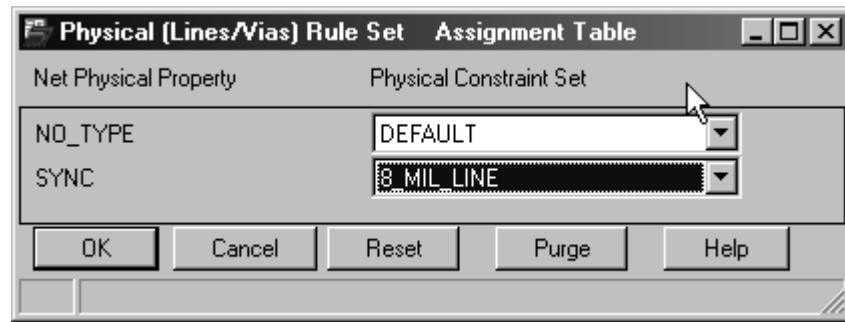 Physical (Lines/Vias) Rule Set Assignment Table
Net Physical Property Physical Constraint Set
NO_TYPE DEFAULT
SYNC 8_MIL_LINE
OK Cancel Reset Purge Help